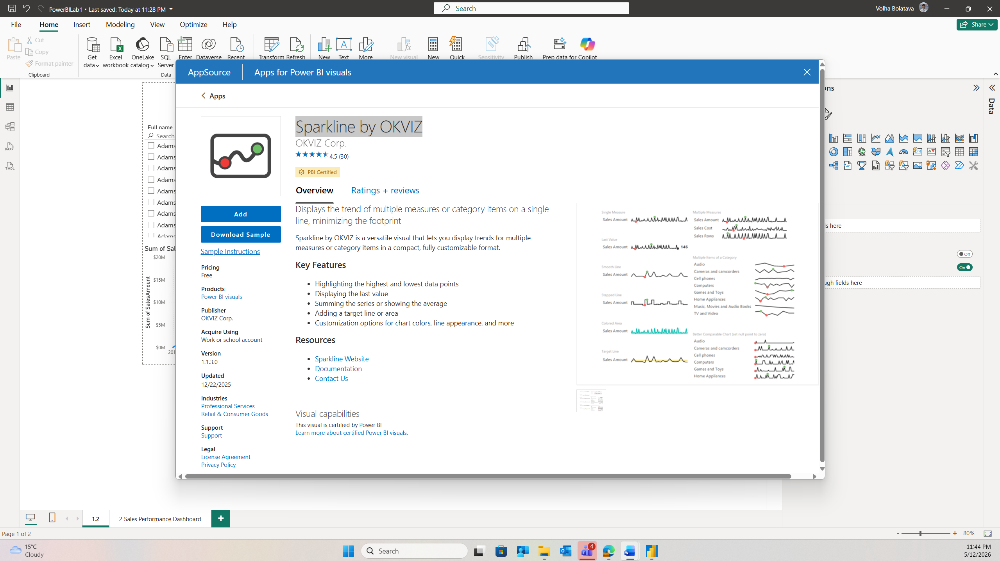 PowerBILab1 • Last saved: Today at 11:28 PM
Search
Volha Bolatava
File
Home
Insert
Modeling
View
Optimize
Help
Share
Paste
Cut
Copy
Format painter
Clipboard
Get data
Excel workbook
OneLake catalog
SQL Server
Enter
Dataverse
Recent
Data
Transform
Refresh
New
Text
More
New visual
New
Quick
Sensitivity
Publish
Prep data for
Copilot
AppSource
Apps for Power BI visuals
Apps
Sparkline by OKVIZ
OKVIZ Corp.
4.5 (30)
PBI Certified
Overview
Ratings + reviews
Add
Download Sample
Sample Instructions
Pricing
Free
Products
Power BI visuals
Publisher
OKVIZ Corp.
Acquire Using
Work or school account
Version
1.1.3.0
Updated
12/22/2025
Industries
Professional Services
Retail & Consumer Goods
Support
Support
Legal
License Agreement
Privacy Policy
Displays the trend of multiple measures or category items on a single
line, minimizing the footprint
Sparkline by OKVIZ is a versatile visual that lets you display trends for multiple
measures or category items in a compact, fully customizable format.
Key Features
• Highlighting the highest and lowest data points
• Displaying the last value
• Summing the series or showing the average
• Adding a target line or area
• Customization options for chart colors, line appearance, and more
Resources
• Sparkline Website
• Documentation
• Contact Us
Visual capabilities
This visual is certified by Power BI
Learn more about certified Power BI visuals.
Single Measure
Sales Amount
Last Value
Sales Amount
146
Smooth Line
Sales Amount
Stepped Line
Sales Amount
Colored Area
Sales Amount
Target Line
Sales Amount
Multiple Measures
Sales Amount
Sales Cost
Sales Rows
Multiple Items of a Category
Audio
Cameras and camcorders
Cell phones
Computers
Games and Toys
Home Appliances
Music, Movies and Audio Books
TV and Video
Better Comparable Chart (set null point to zero)
Audio
Cameras and camcorders
Cell phones
Computers
Games and Toys
Home Appliances
Full name
Search
Adams
Adams
Adams
Adams
Adams
Adams
Adams
Adams
Adams
Sum of Sal
Sum of SalesAmount
$20M
$15M
$10M
$5M
$0M
201
DAX
TMDL
ons
Data
123
ls here
Off
On
ugh fields here
1.2
2 Sales Performance Dashboard
+
Page 1 of 2
- + 80%
15°C
Cloudy
Search
4
11:44 PM
5/12/2026